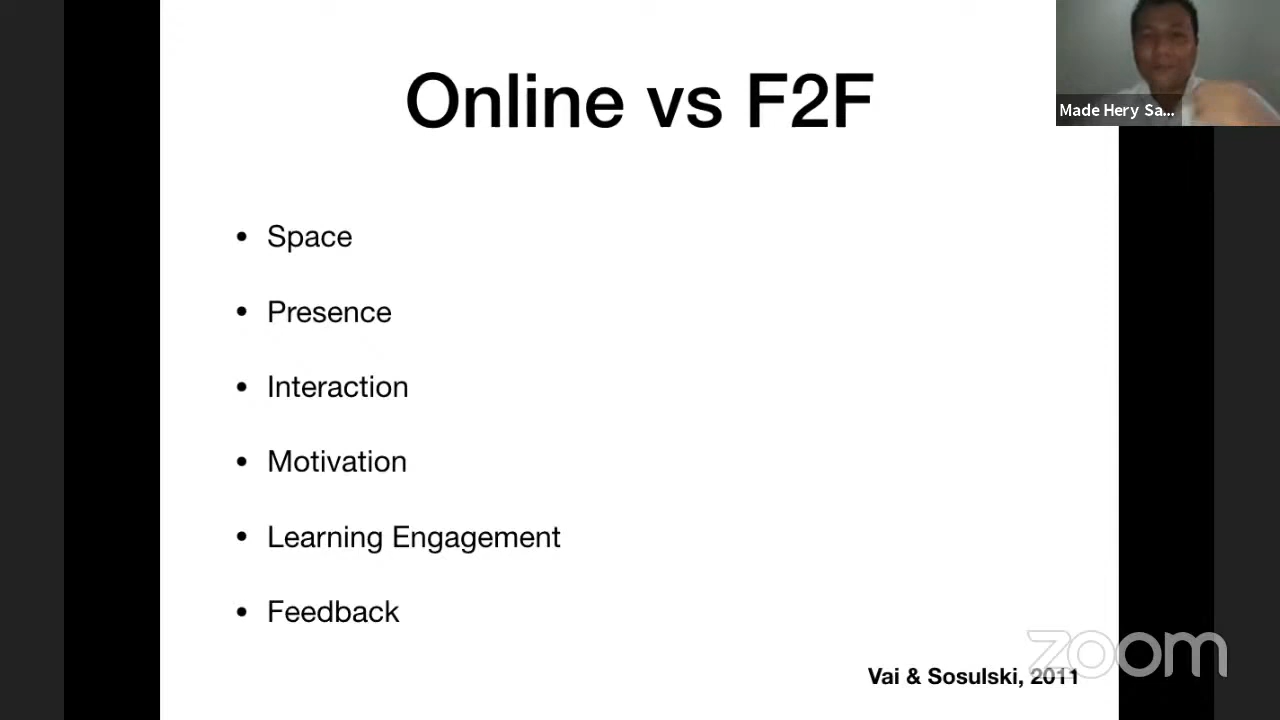 Online vs F2F
Made Hery Sa...
• Space
• Presence
• Interaction
• Motivation
• Learning Engagement
• Feedback
Vai & Sosulski, 2011
zoom